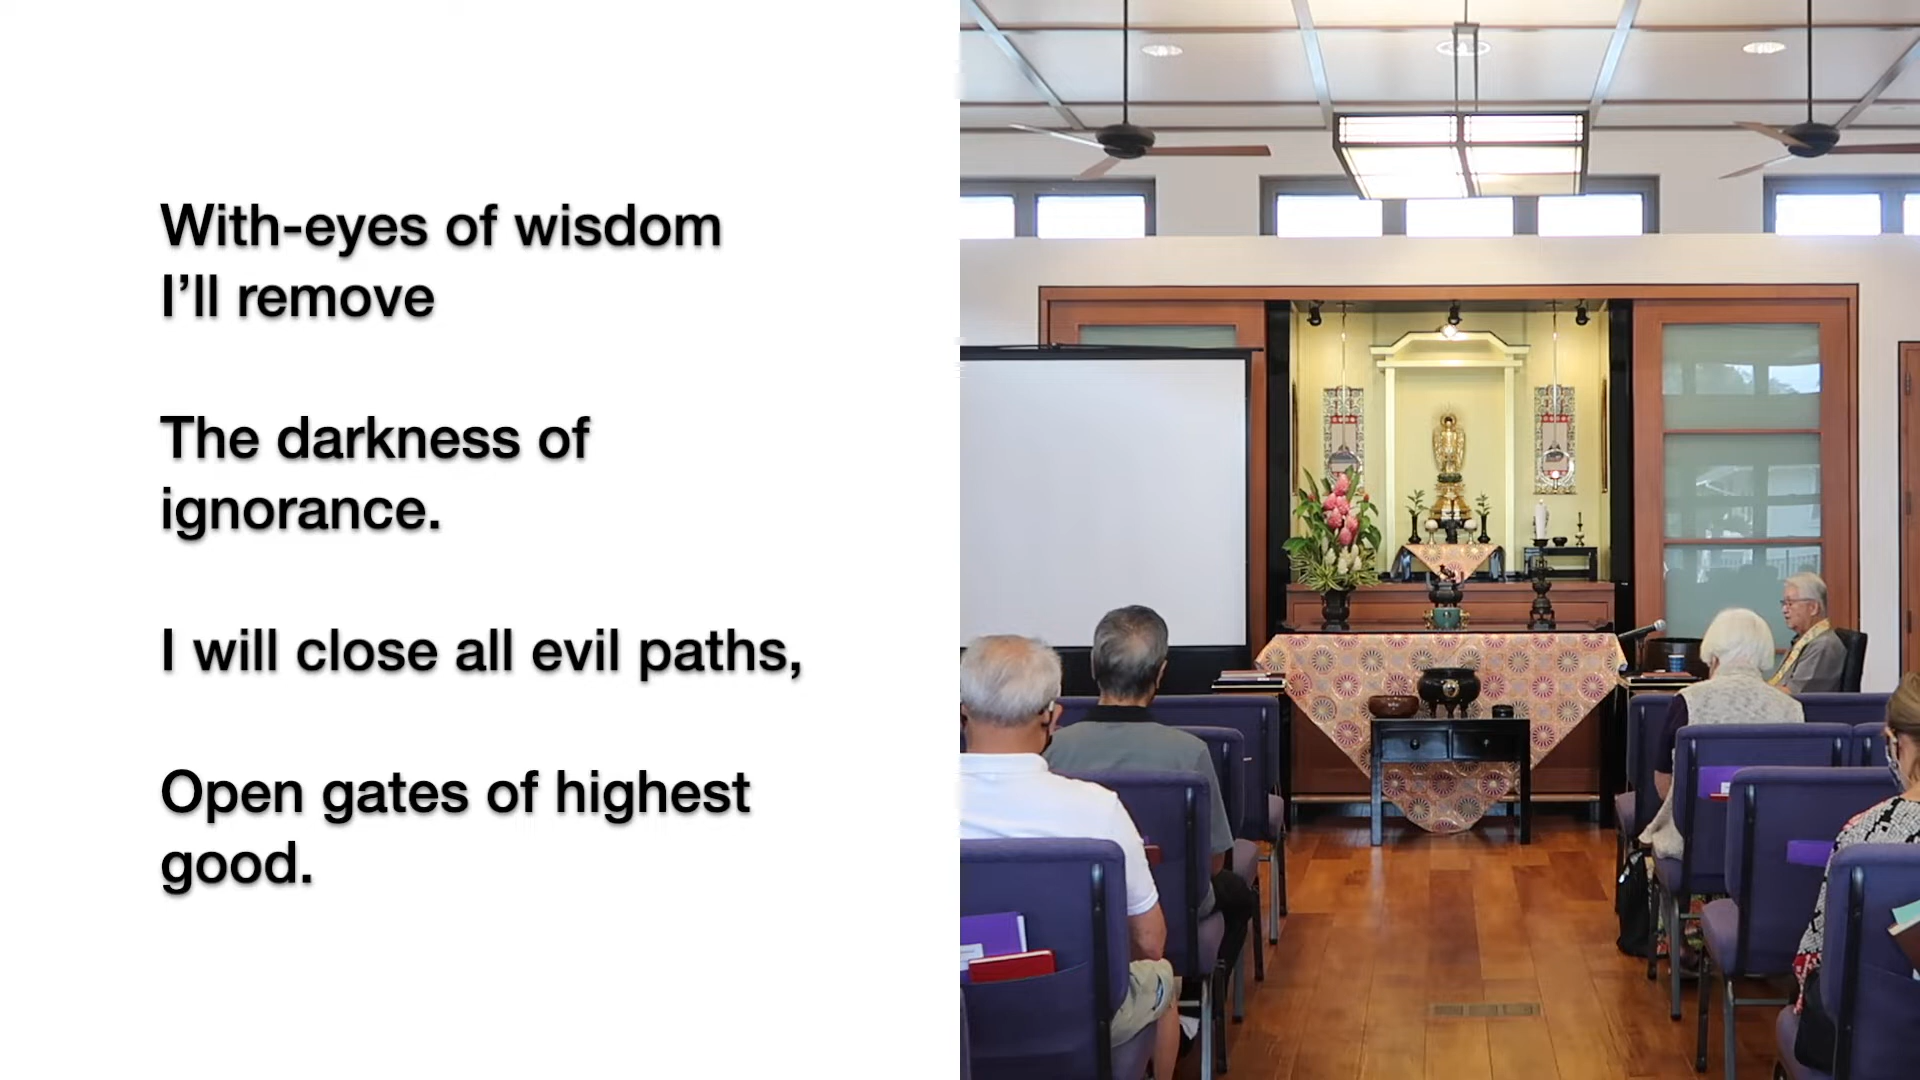 With-eyes of wisdom
I’ll remove
The darkness of
ignorance.
I will close all evil paths,
Open gates of highest
good.